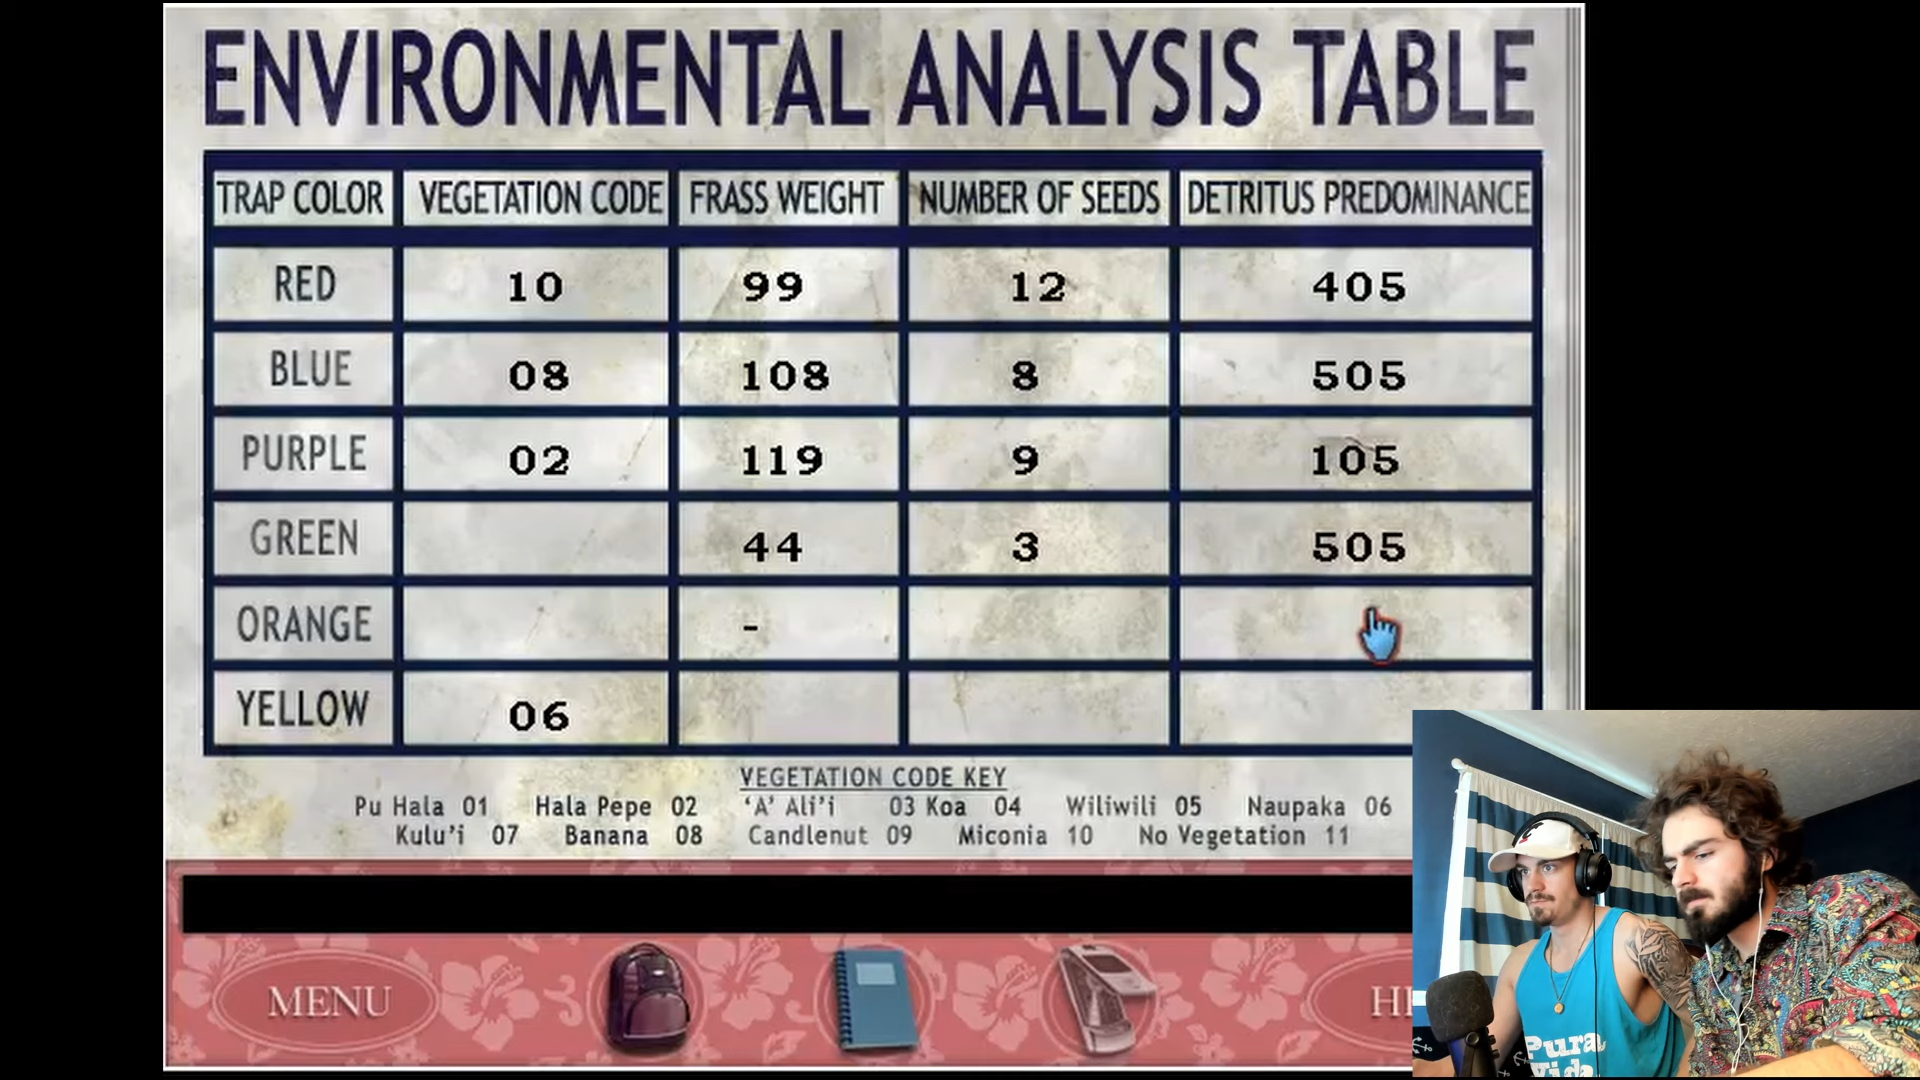 ENVIRONMENTAL ANALYSIS TABLE
TRAP COLOR VEGETATION CODE FRASS WEIGHT NUMBER OF SEEDS DETRITUS PREDOMINANCE
RED 10 99 12 405
BLUE 08 108 8 505
PURPLE 02 119 9 105
GREEN 44 3 505
ORANGE -
YELLOW 06
VEGETATION CODE KEY
Pu Hala 01 Hala Pepe 02 'A' Ali'i 03 Koa 04 Wiliwili 05 Naupaka 06
Kulu'i 07 Banana 08 Candlenut 09 Miconia 10 No Vegetation 11
MENU
Pura
Vida